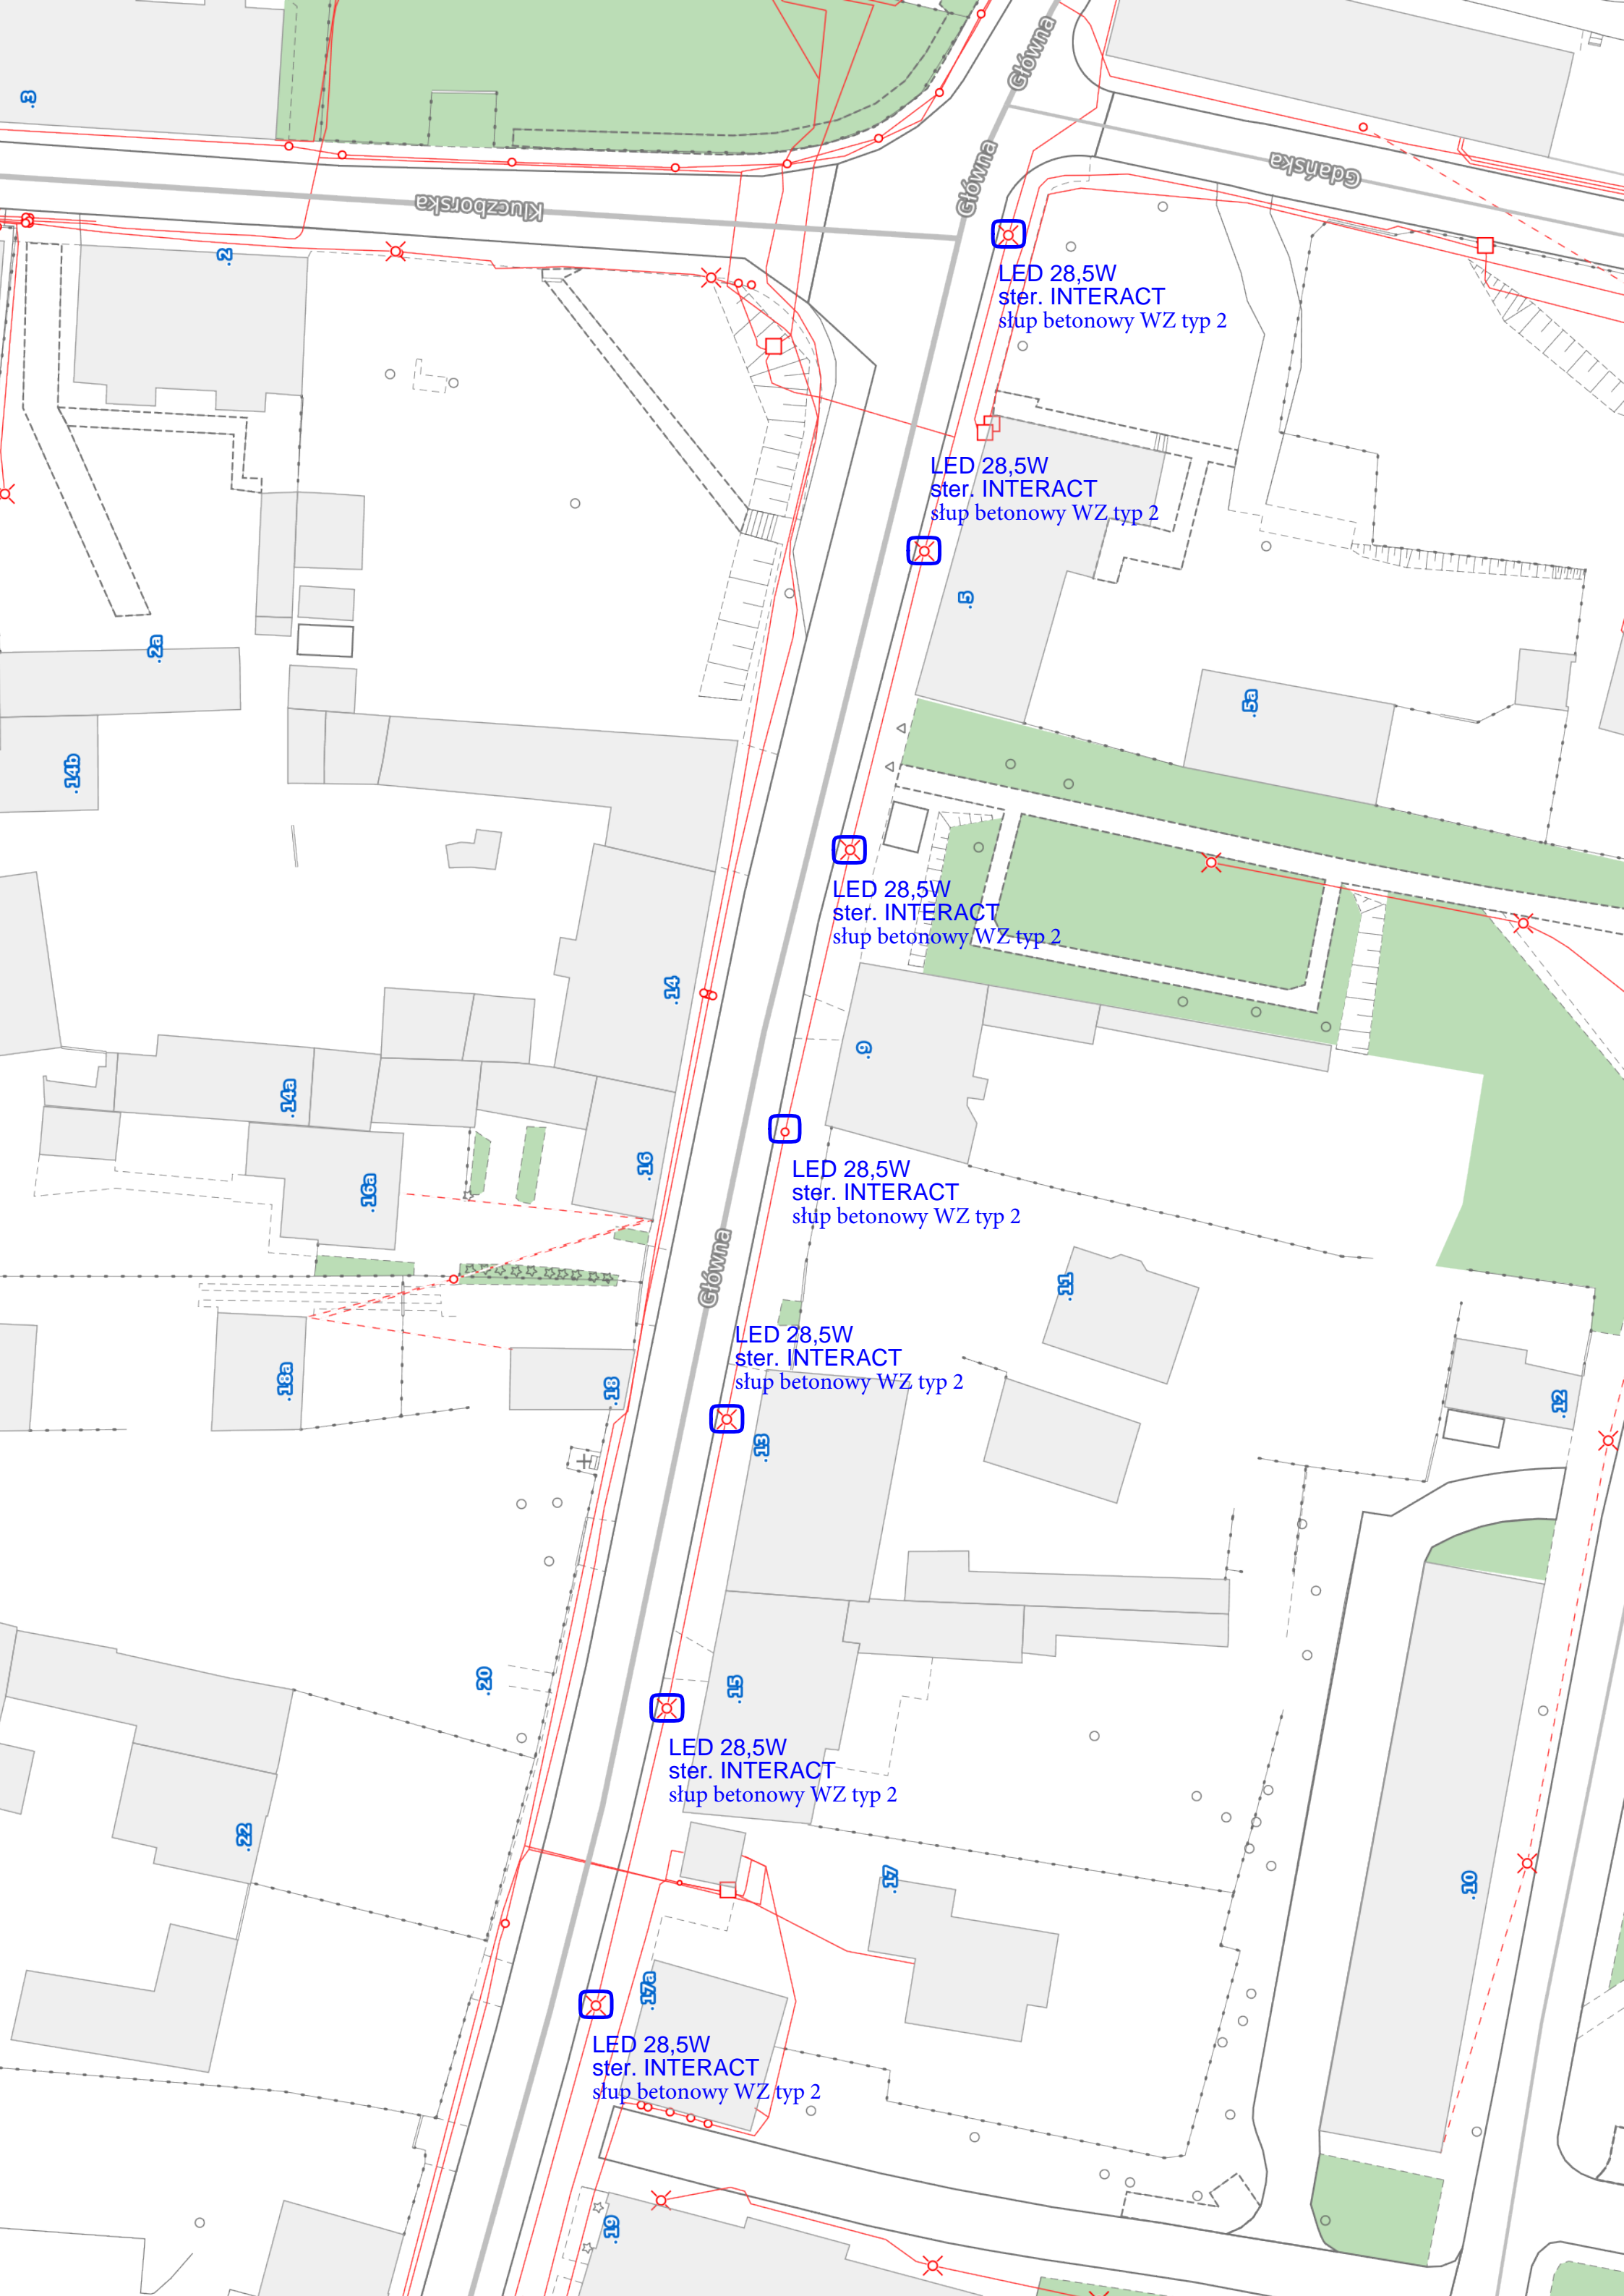 Główna
.3
Gdańska
Główna
Kluczborska
.2
LED 28,5W
ster. INTERACT
słup betonowy WZ typ 2
LED 28,5W
ster. INTERACT
słup betonowy WZ typ 2
.5
.2a
.5a
.14b
LED 28,5W
ster. INTERACT
słup betonowy WZ typ 2
.14
.9
.14a
.16
.16a
LED 28,5W
ster. INTERACT
słup betonowy WZ typ 2
Główna
.11
LED 28,5W
ster. INTERACT
słup betonowy WZ typ 2
.18a
.18
.12
.13
.20
.15
LED 28,5W
ster. INTERACT
słup betonowy WZ typ 2
.22
.17
.10
.17a
LED 28,5W
ster. INTERACT
słup betonowy WZ typ 2
.19